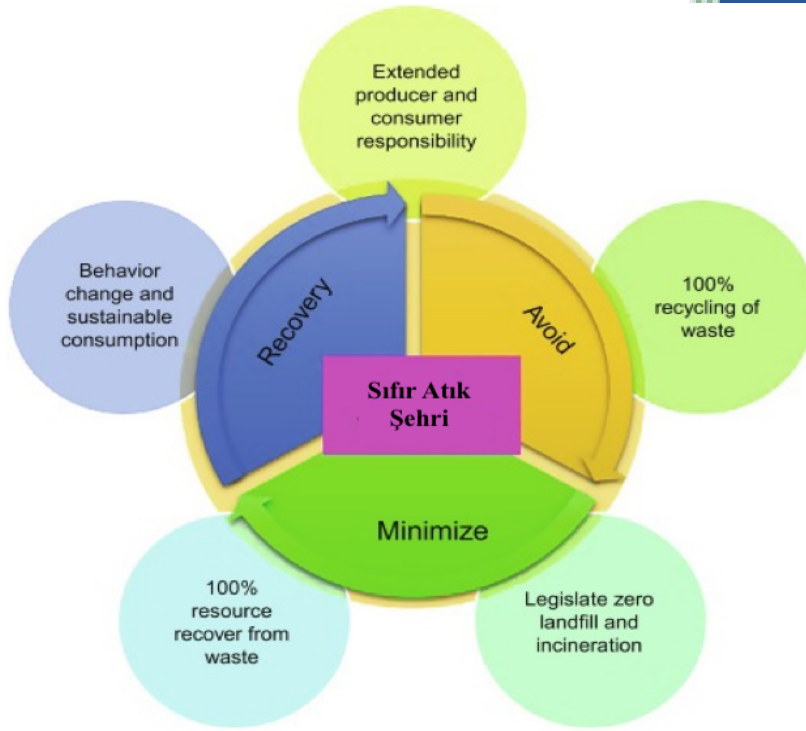 Extended
producer and
consumer
responsibility
Behavior
change and
sustainable
consumption
100%
recycling of
waste
Recovery
Avoid
Sıfır Atık
Şehri
Minimize
100%
resource
recover from
waste
Legislate zero
landfill and
incineration